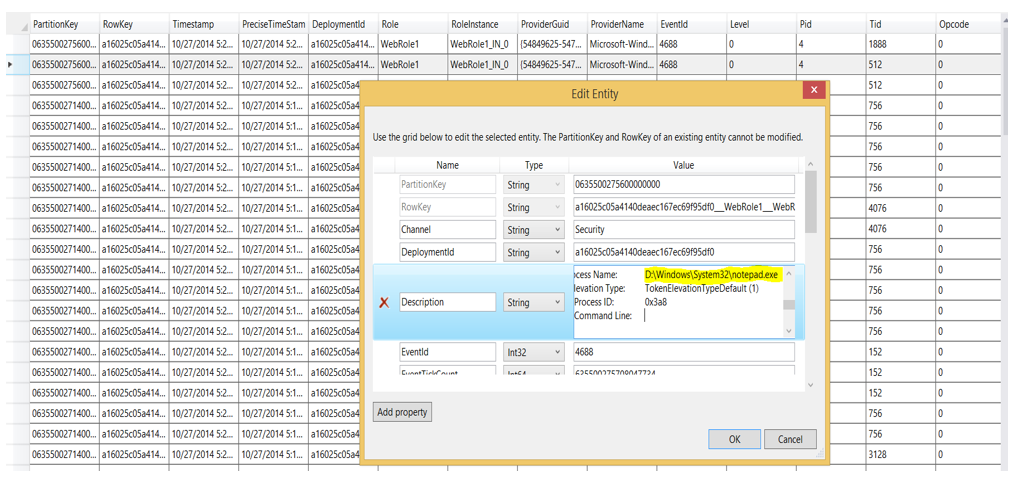 PartitionKey RowKey Timestamp PreciseTimeStam DeploymentId Role RoleInstance ProviderGuid ProviderName EventId Level Pid Tid Opcode
0635500275600... a16025c05a414... 10/27/2014 5:2... 10/27/2014 5:2... a16025c05a414... WebRole1 WebRole1_IN_0 {54849625-547... Microsoft-Wind... 4688 0 4 1888 0
0635500275600... a16025c05a414... 10/27/2014 5:2... 10/27/2014 5:2... a16025c05a414... WebRole1 WebRole1_IN_0 {54849625-547... Microsoft-Wind... 4688 0 4 512 0
0635500275600... a16025c05a414... 10/27/2014 5:2... 10/27/2014 5:2... a16025c05a4 512 0
0635500271400... a16025c05a414... 10/27/2014 5:2... 10/27/2014 5:1... a16025c05a4 756 0
0635500271400... a16025c05a414... 10/27/2014 5:2... 10/27/2014 5:1... a16025c05a4 756 0
0635500271400... a16025c05a414... 10/27/2014 5:2... 10/27/2014 5:1... a16025c05a4 756 0
0635500271400... a16025c05a414... 10/27/2014 5:2... 10/27/2014 5:1... a16025c05a4 756 0
0635500271400... a16025c05a414... 10/27/2014 5:2... 10/27/2014 5:1... a16025c05a4 756 0
0635500271400... a16025c05a414... 10/27/2014 5:2... 10/27/2014 5:1... a16025c05a4 4076 0
0635500271400... a16025c05a414... 10/27/2014 5:2... 10/27/2014 5:1... a16025c05a4 4076 0
0635500271400... a16025c05a414... 10/27/2014 5:2... 10/27/2014 5:1... a16025c05a4 756 0
0635500271400... a16025c05a414... 10/27/2014 5:2... 10/27/2014 5:1... a16025c05a4 756 0
0635500271400... a16025c05a414... 10/27/2014 5:2... 10/27/2014 5:1... a16025c05a4 756 0
0635500271400... a16025c05a414... 10/27/2014 5:2... 10/27/2014 5:1... a16025c05a4 756 0
0635500271400... a16025c05a414... 10/27/2014 5:2... 10/27/2014 5:1... a16025c05a4 756 0
0635500271400... a16025c05a414... 10/27/2014 5:2... 10/27/2014 5:1... a16025c05a4 152 0
0635500271400... a16025c05a414... 10/27/2014 5:2... 10/27/2014 5:1... a16025c05a4 152 0
0635500271400... a16025c05a414... 10/27/2014 5:2... 10/27/2014 5:1... a16025c05a4 152 0
0635500271400... a16025c05a414... 10/27/2014 5:2... 10/27/2014 5:1... a16025c05a4 756 0
0635500271400... a16025c05a414... 10/27/2014 5:2... 10/27/2014 5:1... a16025c05a4 756 0
0635500271400... a16025c05a414... 10/27/2014 5:2... 10/27/2014 5:1... a16025c05a4 3128 0
Edit Entity
Use the grid below to edit the selected entity. The PartitionKey and RowKey of an existing entity cannot be modified.
Name Type Value
PartitionKey String 0635500275600000000
RowKey String a16025c05a4140deaec167ec69f95df0___WebRole1___WebR
Channel String Security
DeploymentId String a16025c05a4140deaec167ec69f95df0
Description String
ocess Name: D:\Windows\System32\notepad.exe
levation Type: TokenElevationTypeDefault (1)
Process ID: 0x3a8
Command Line:
EventId Int32 4688
EventTickCount Int64 635500275708047734
Add property
OK Cancel